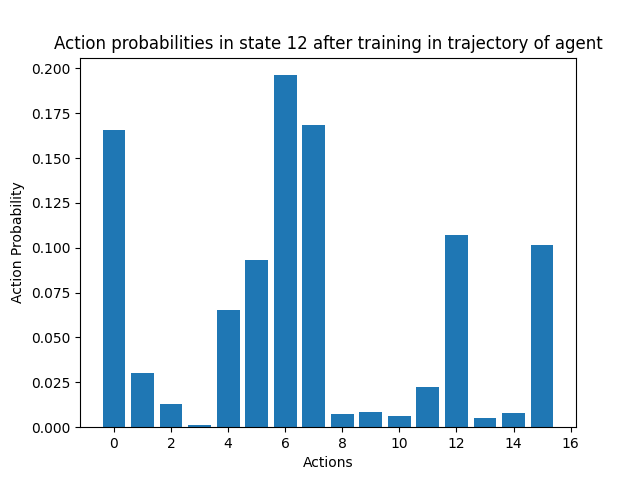 Action probabilities in state 12 after training in trajectory of agent
0.200
0.175
0.150
0.125
0.100
0.075
0.050
0.025
0.000
Action Probability
0 2 4 6 8 10 12 14 16
Actions